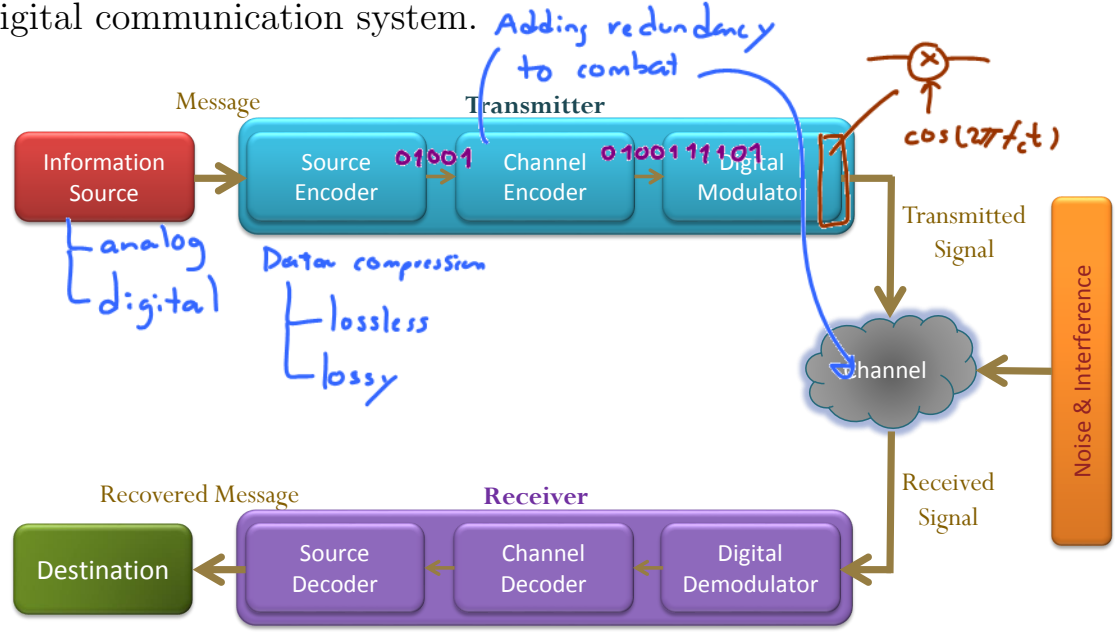 igital communication system.
Adding redundancy
to combat
cos(2πf_ct)
Message
Transmitter
Information
Source
Source
Encoder
01001
Channel
Encoder
0100111101
Digital
Modulator
Transmitted
Signal
analog
digital
Data compression
lossless
lossy
Channel
Noise & Interference
Recovered Message
Receiver
Received
Signal
Destination
Source
Decoder
Channel
Decoder
Digital
Demodulator